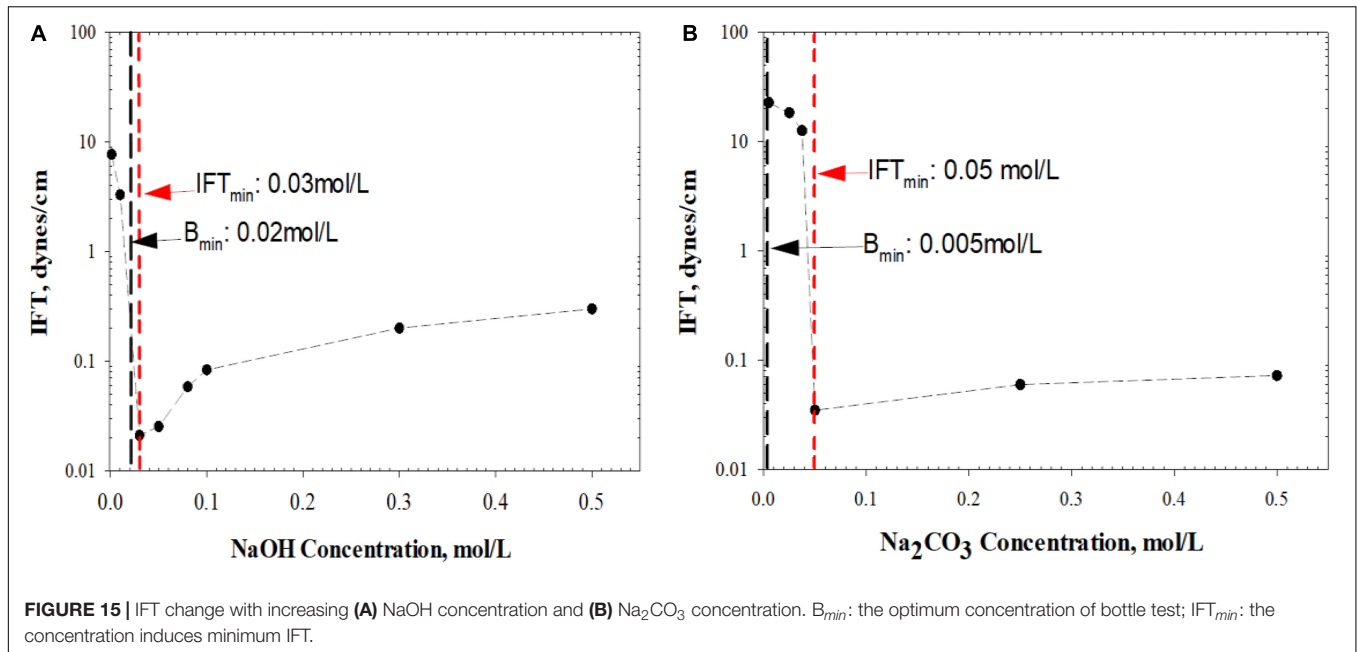 A
100
10
1
0.1
0.01
IFT, dynes/cm
IFTmin: 0.03mol/L
Bmin: 0.02mol/L
0.0 0.1 0.2 0.3 0.4 0.5
NaOH Concentration, mol/L
B
100
10
1
0.1
0.01
IFT, dynes/cm
IFTmin: 0.05 mol/L
Bmin: 0.005mol/L
0.0 0.1 0.2 0.3 0.4 0.5
Na2CO3 Concentration, mol/L
FIGURE 15 | IFT change with increasing (A) NaOH concentration and (B) Na2CO3 concentration. Bmin: the optimum concentration of bottle test; IFTmin: the
concentration induces minimum IFT.